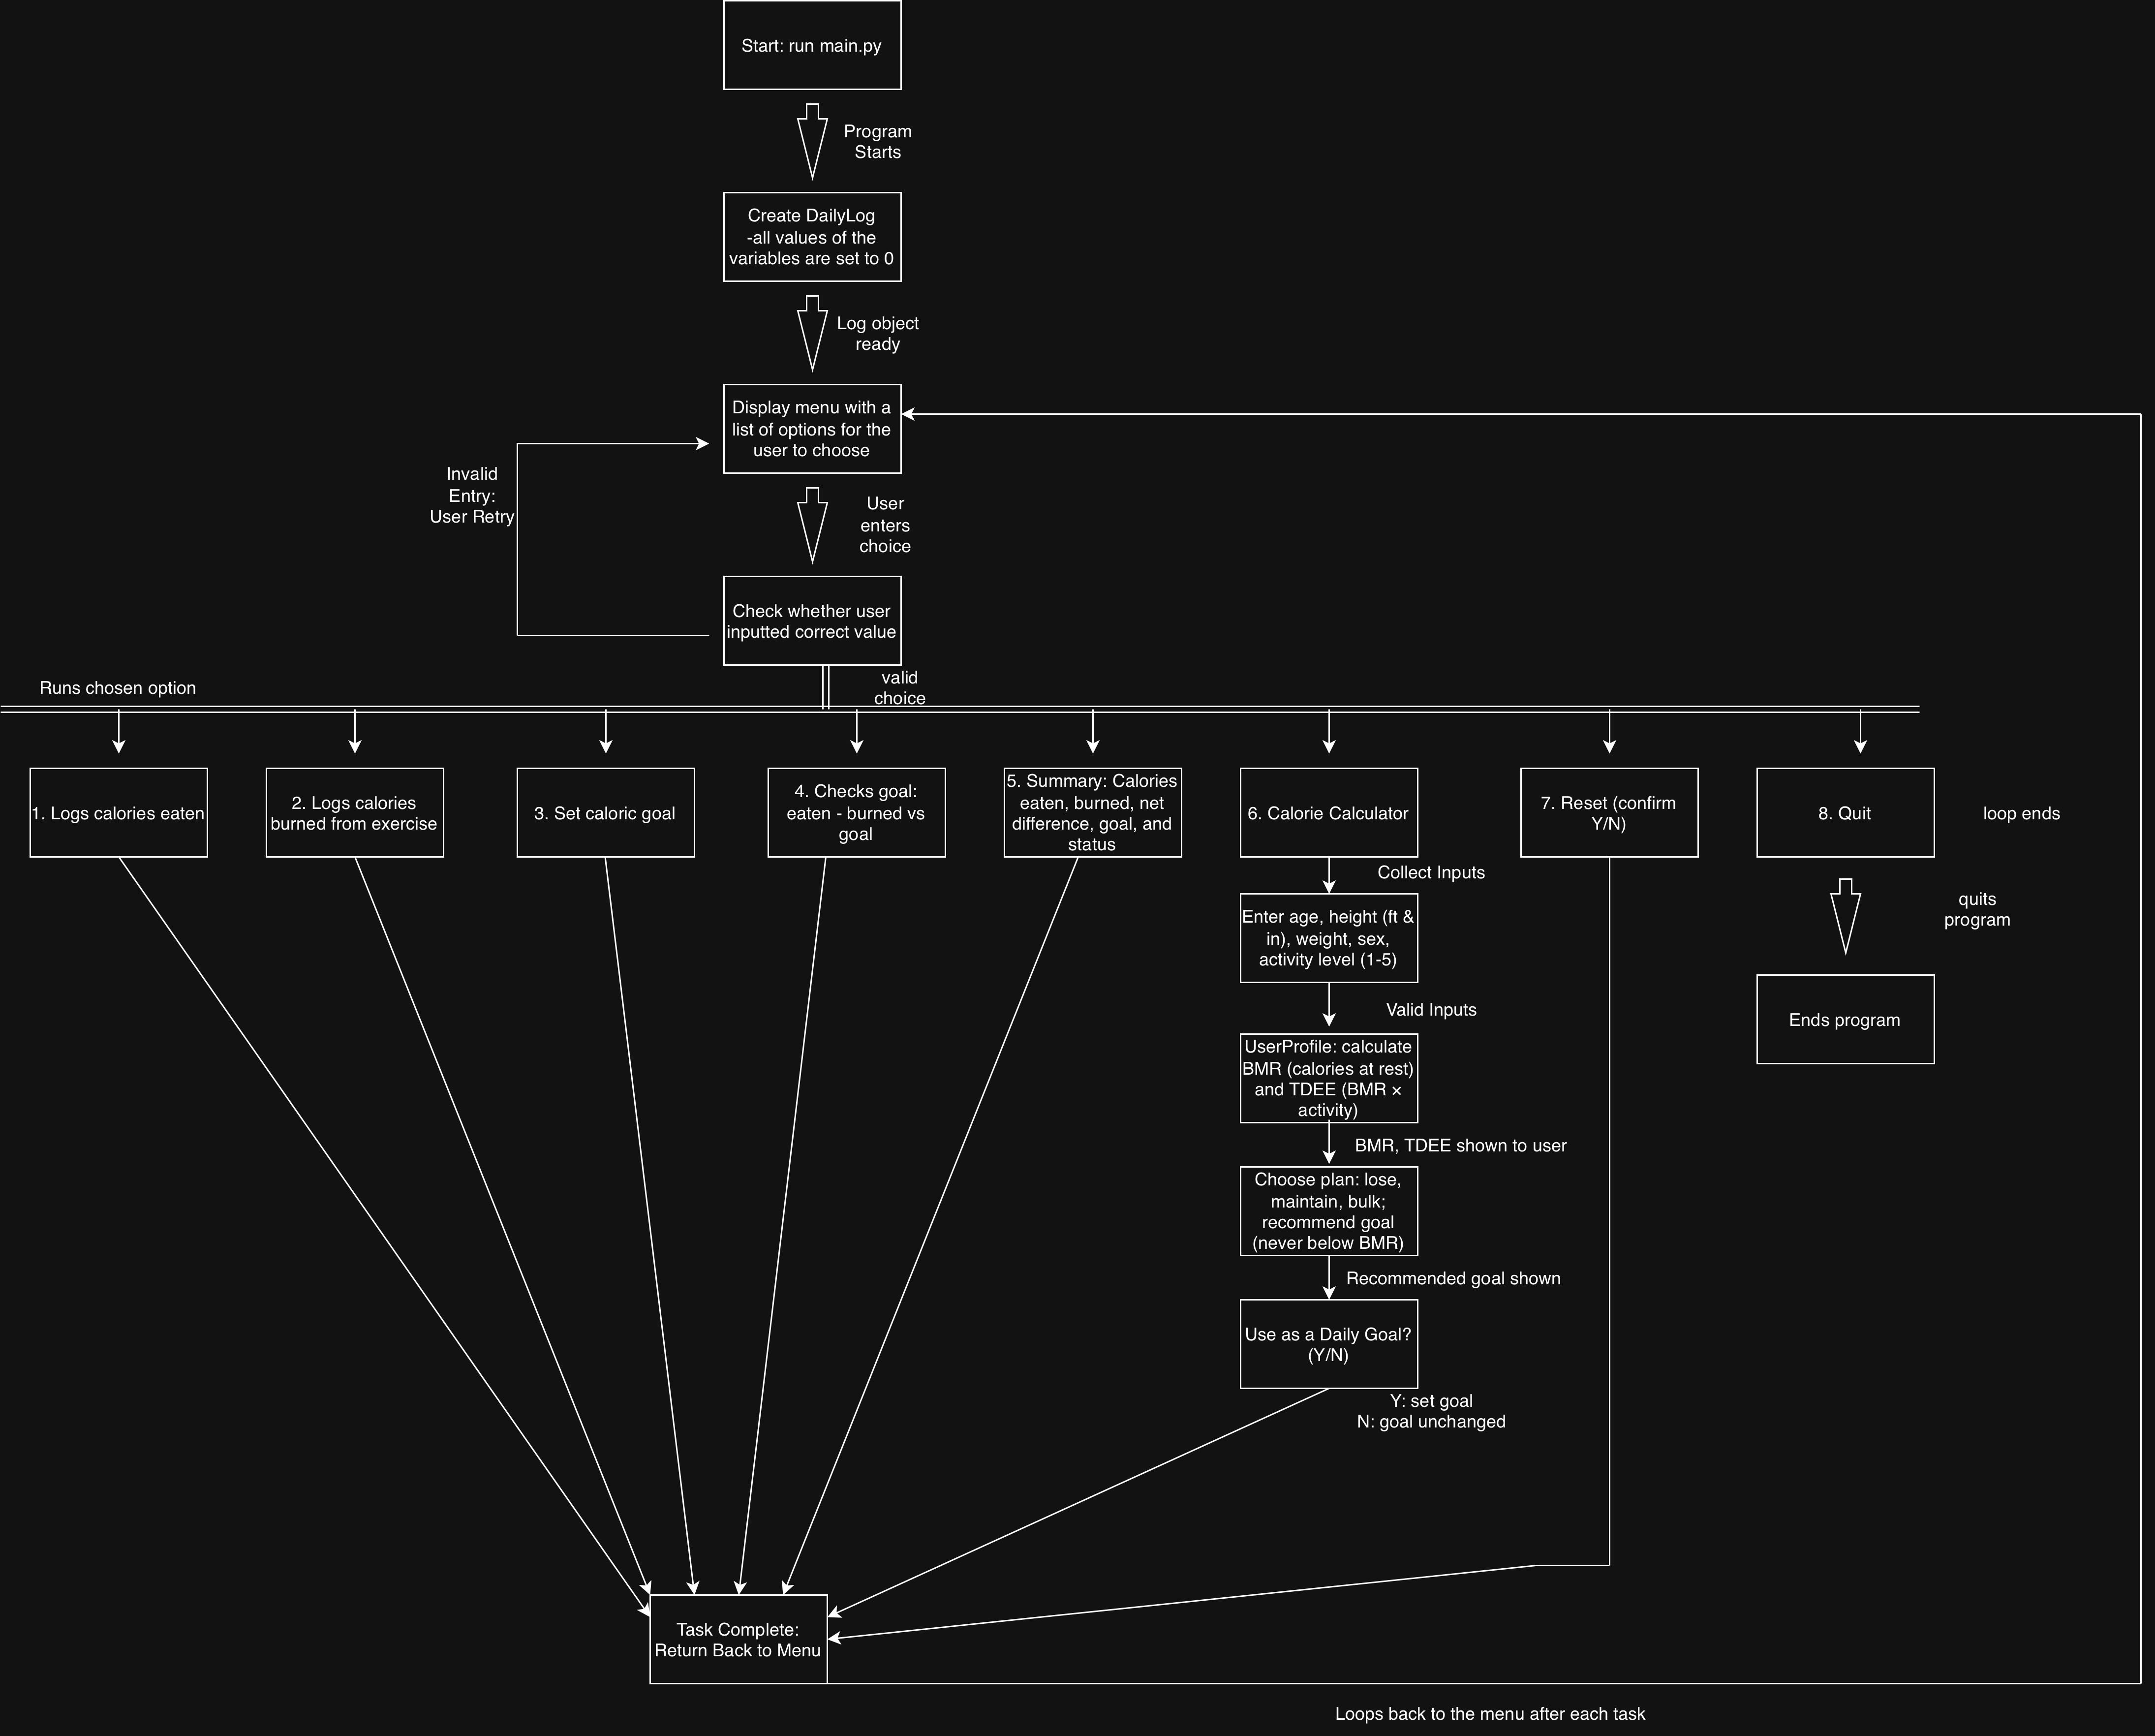 Start: run main.py
Program
Starts
Create DailyLog
-all values of the
variables are set to 0
Log object
ready
Display menu with a
list of options for the
user to choose
Invalid
Entry:
User Retry
User
enters
choice
Check whether user
inputted correct value
valid
choice
Runs chosen option
1. Logs calories eaten
2. Logs calories
burned from exercise
3. Set caloric goal
4. Checks goal:
eaten - burned vs
goal
5. Summary: Calories
eaten, burned, net
difference, goal, and
status
6. Calorie Calculator
7. Reset (confirm
Y/N)
8. Quit
loop ends
Collect Inputs
Enter age, height (ft &
in), weight, sex,
activity level (1-5)
quits
program
Valid Inputs
Ends program
UserProfile: calculate
BMR (calories at rest)
and TDEE (BMR ×
activity)
BMR, TDEE shown to user
Choose plan: lose,
maintain, bulk;
recommend goal
(never below BMR)
Recommended goal shown
Use as a Daily Goal?
(Y/N)
Y: set goal
N: goal unchanged
Task Complete:
Return Back to Menu
Loops back to the menu after each task